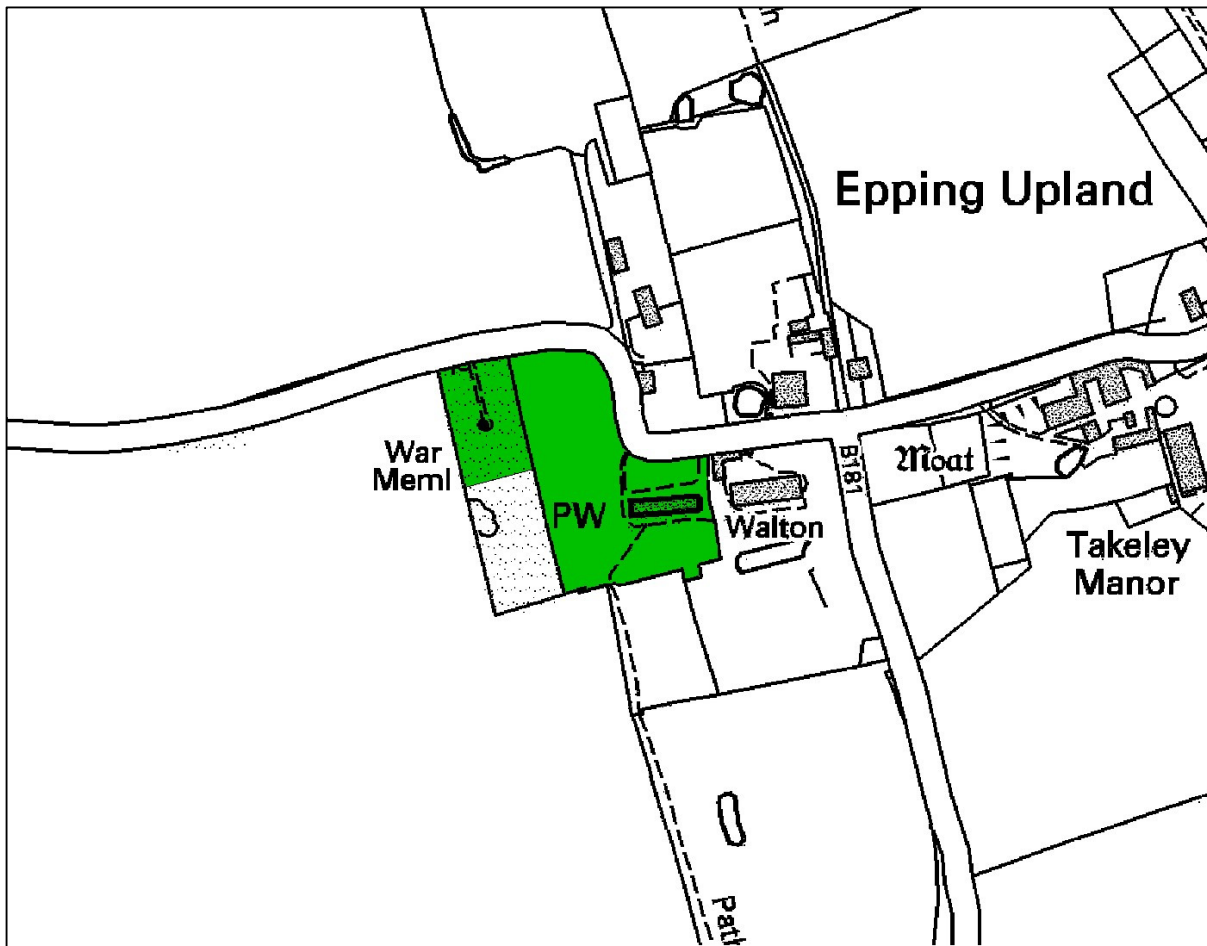 Epping Upland
War
Meml
PW
Walton
B181
Moat
Takeley
Manor
Path